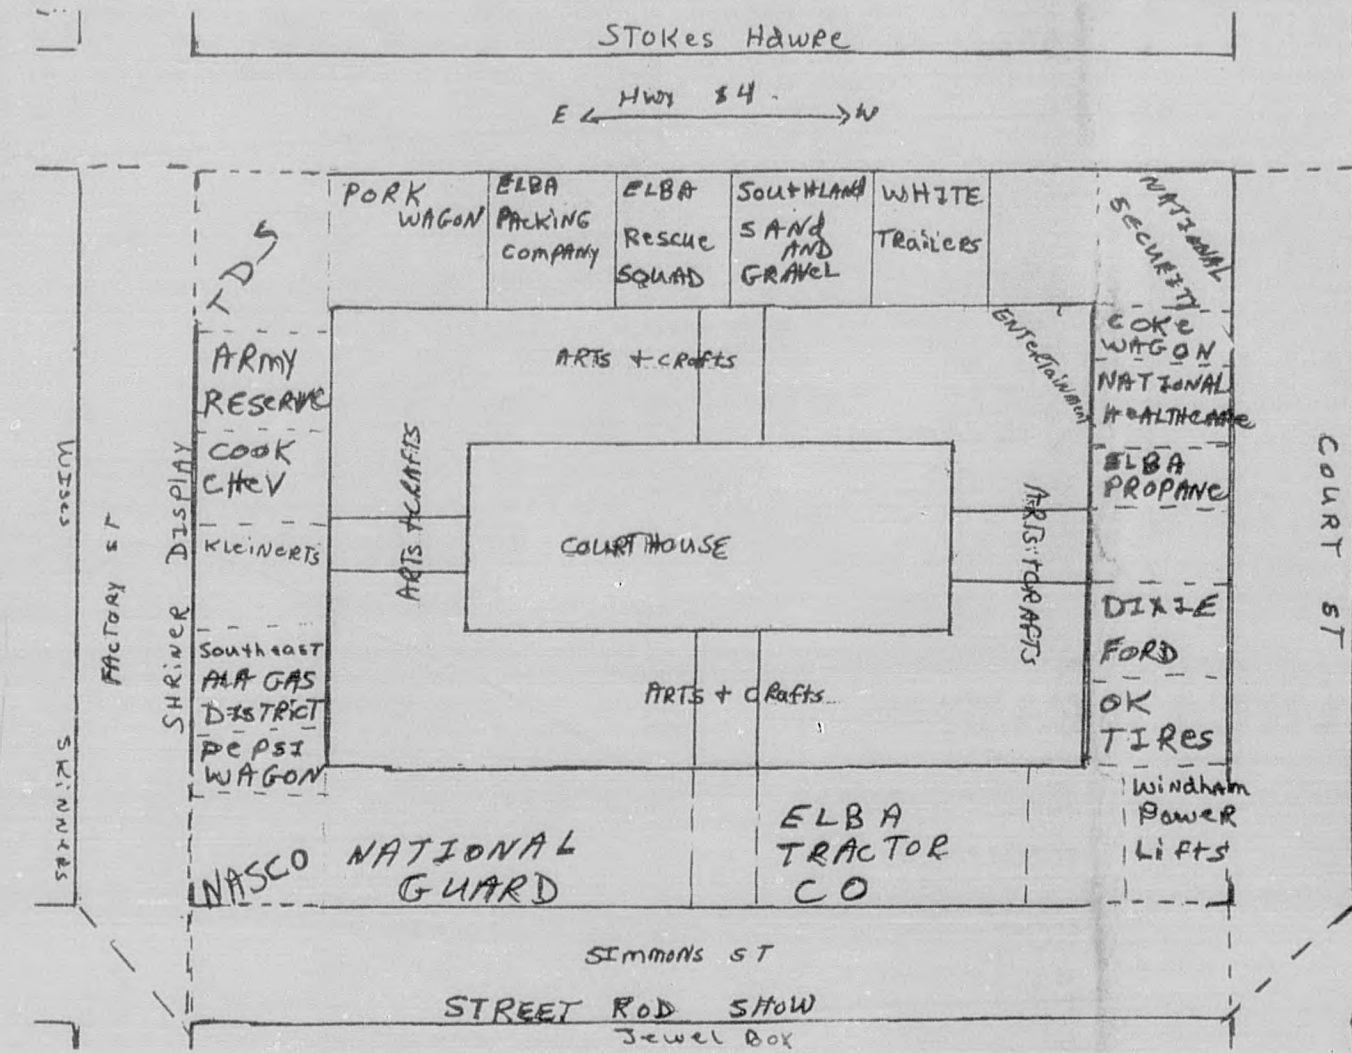 STOKes Hawpe
Hwy 84
E W
PORK
WAGON
ELBA
PACKING
COMPANY
ELBA
Rescue
SQUAD
SOUTHLAND
SANd
AND
GRAVEL
WHITE
TRailers
NATIONAL
SECURITY
TDS
ARMY
RESERVE
COOK
CHEV
KLeiNeRTs
Southeast
ALA GAS
DISTRICT
PePSI
WAGON
NASCO
NATIONAL
GUARD
ELBA
TRACTOR
CO
Windham
Power
Lifts
OK
TIRes
DIXIE
FORD
ELBA
PROPANE
NATIONAL
HeALTHCARe
COKe
WAGON
ENTeRTainment
ARTs + CRafts
ARTS + CRAFTS
COURTHOUSE
ARTS + CRAFTS
ARTs + CRafts
Wises
SKiNNeRS
FACTORY ST
SHRiNeR DISPLAY
COURT ST
SIMMONS ST
STREET ROD SHOW
Jewel Box